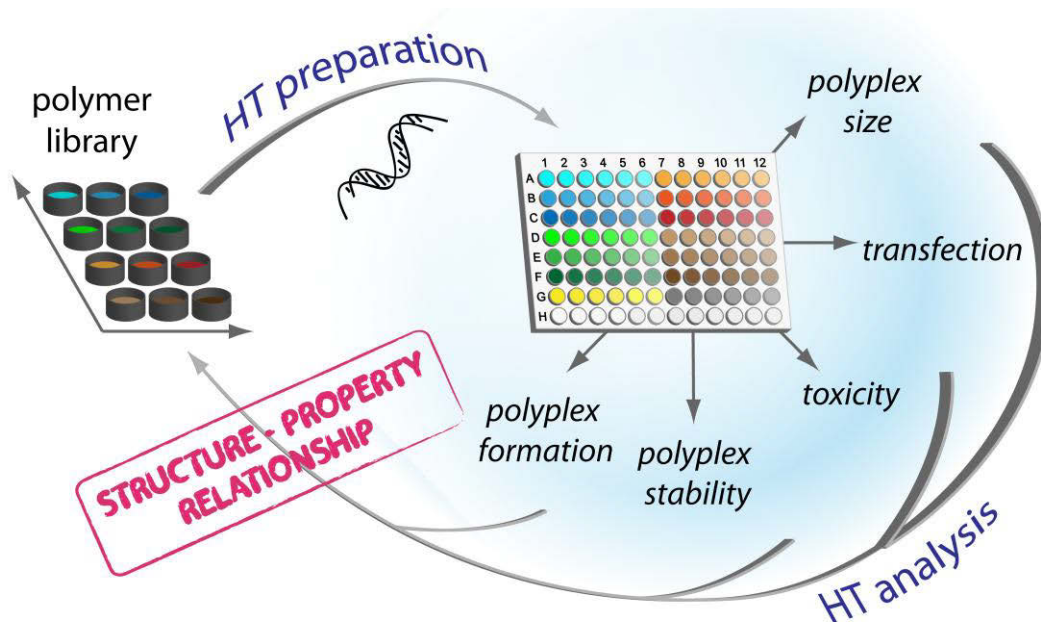 HT preparation
polymer
library
polyplex
size
1 2 3 4 5 6 7 8 9 10 11 12
A
B
C
D
E
F
G
H
transfection
toxicity
polyplex
formation
polyplex
stability
STRUCTURE - PROPERTY
RELATIONSHIP
HT analysis